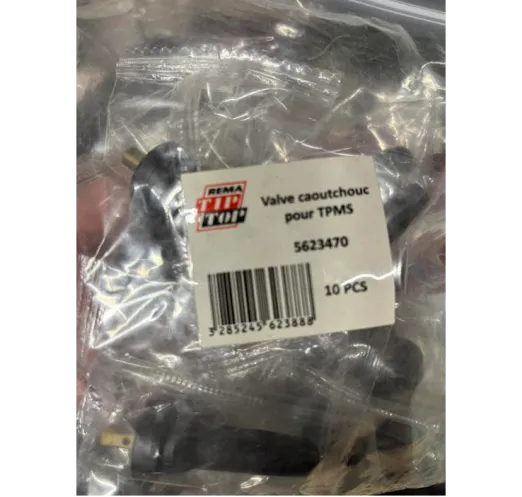 REMA
TIP
TOP
Valve caoutchouc
pour TPMS
5623470
10 PCS
3 285245 623888